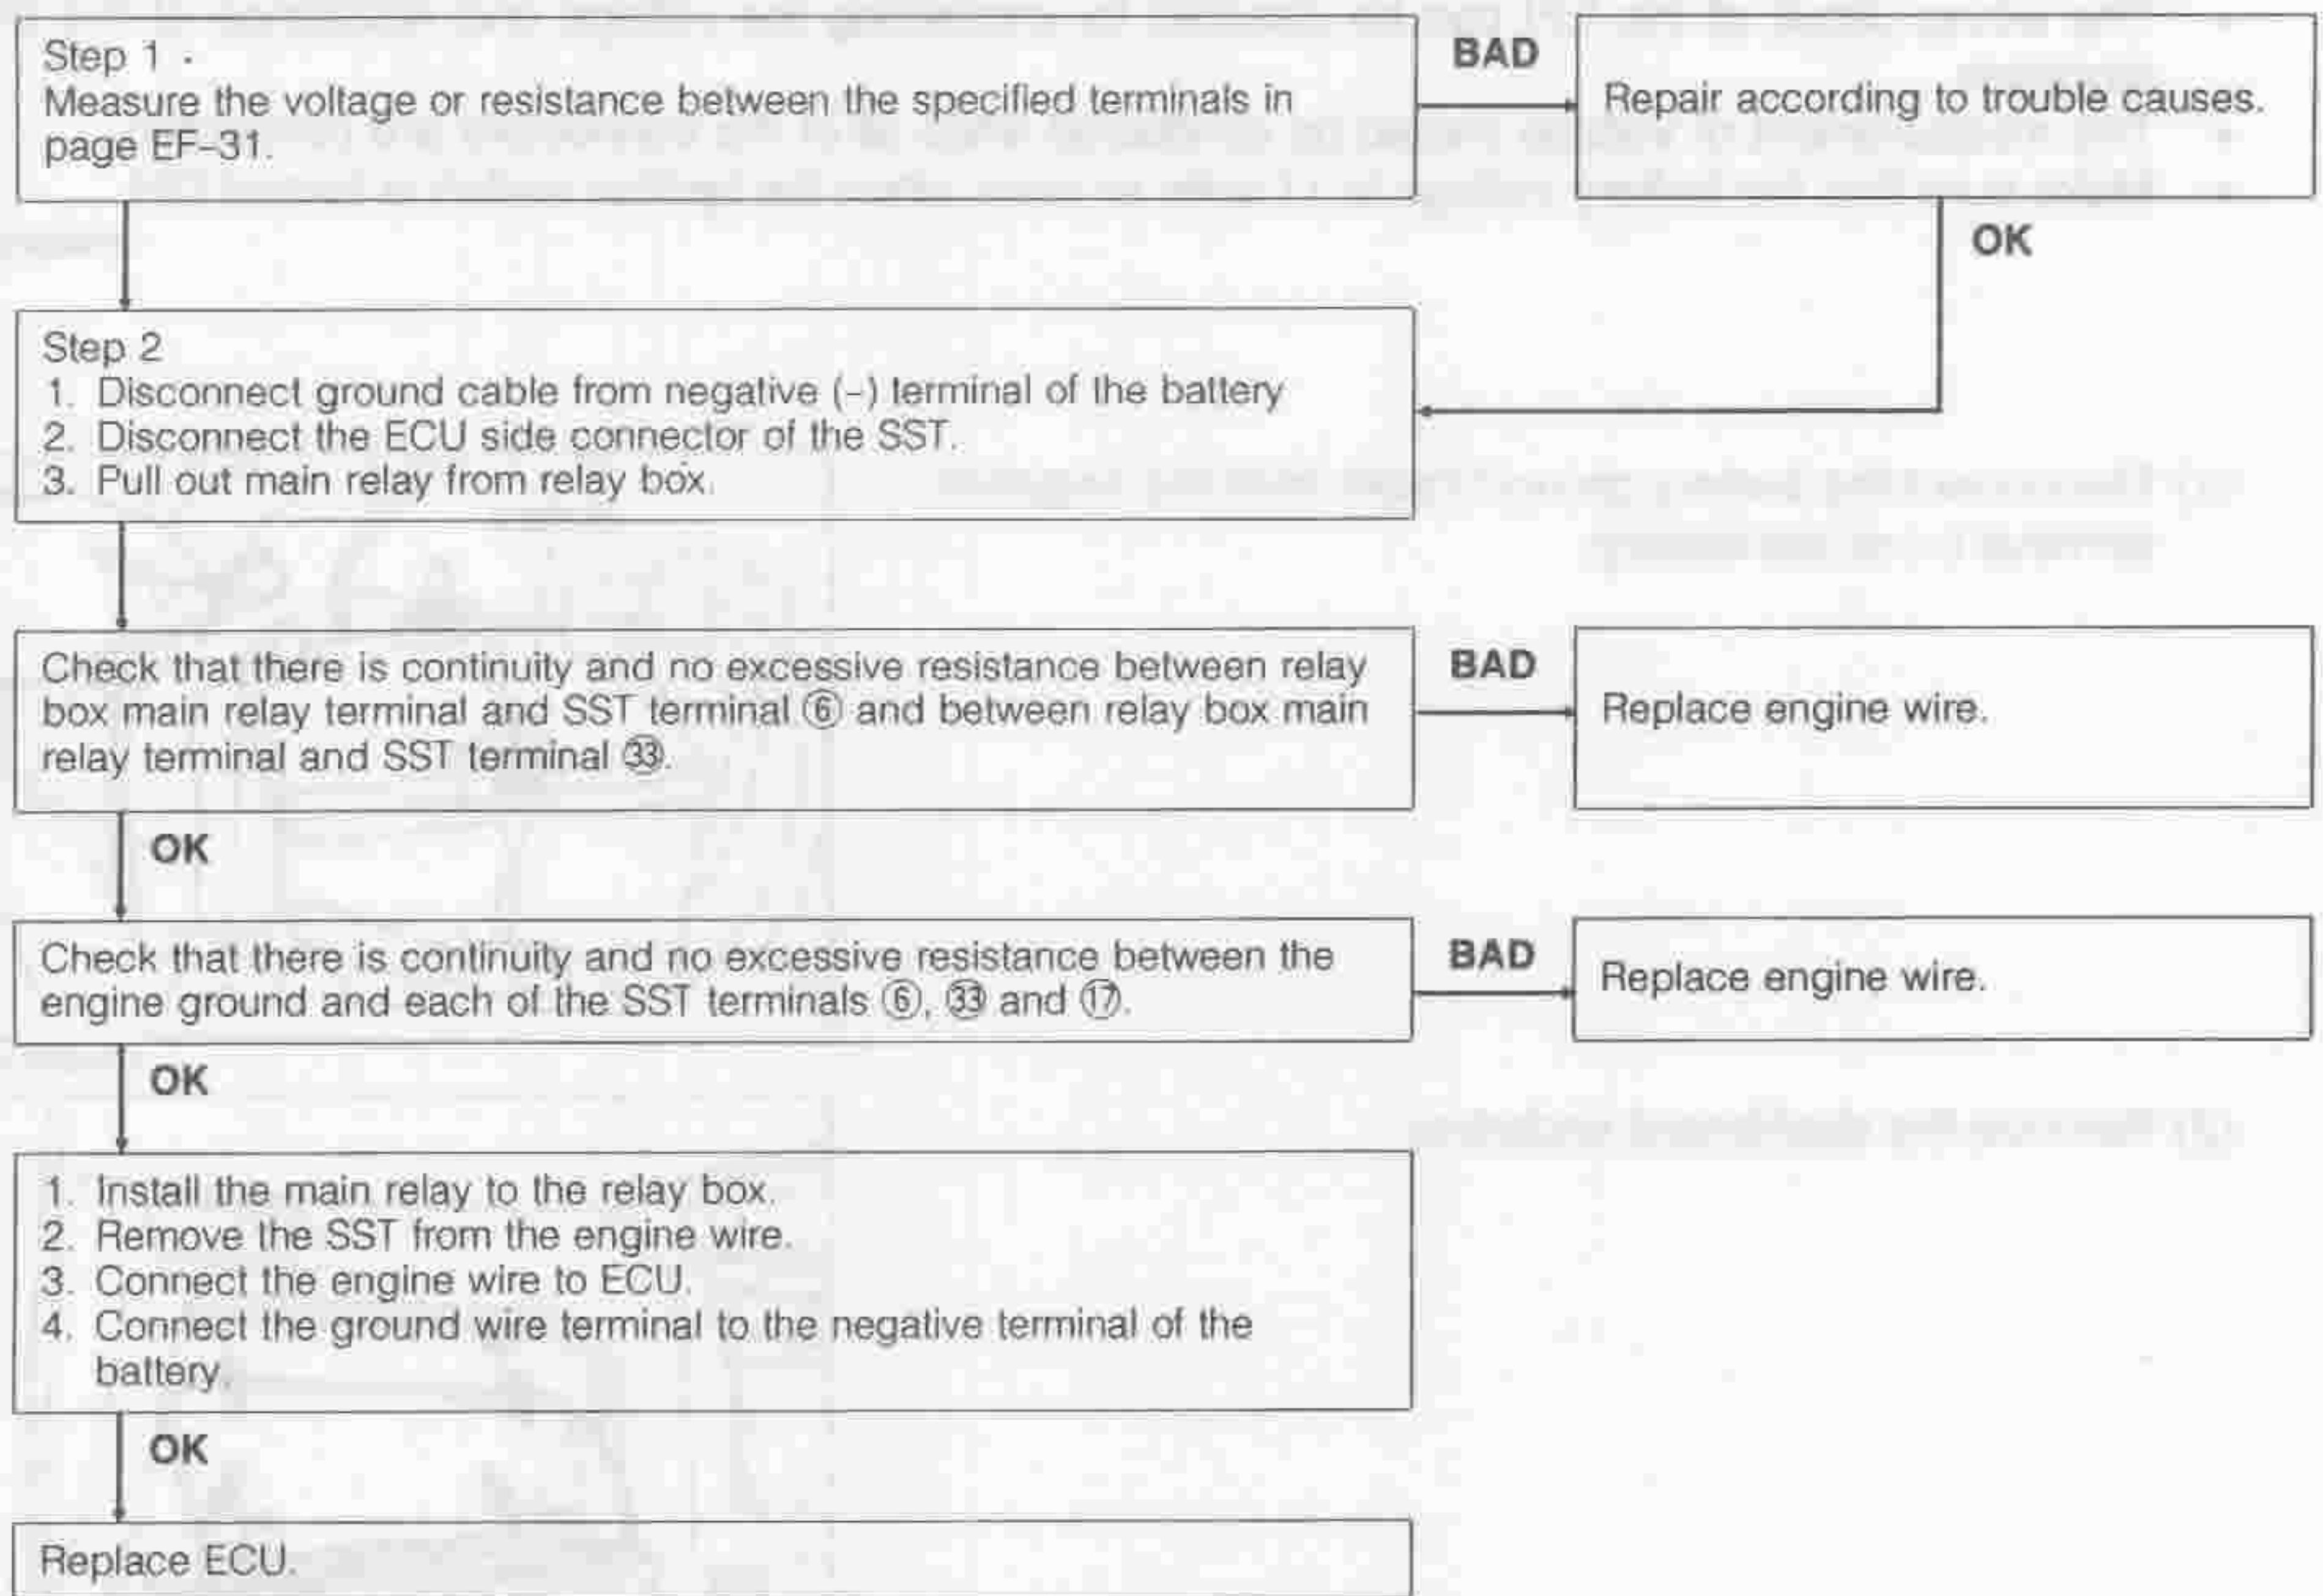 Step 1
Measure the voltage or resistance between the specified terminals in
page EF-31.
BAD
Repair according to trouble causes.
OK
Step 2
1. Disconnect ground cable from negative (–) terminal of the battery
2. Disconnect the ECU side connector of the SST.
3. Pull out main relay from relay box.
Check that there is continuity and no excessive resistance between relay
box main relay terminal and SST terminal ⑥ and between relay box main
relay terminal and SST terminal ㉝.
BAD
Replace engine wire.
OK
Check that there is continuity and no excessive resistance between the
engine ground and each of the SST terminals ⑥, ㉝ and ⑰.
BAD
Replace engine wire.
OK
1. Install the main relay to the relay box.
2. Remove the SST from the engine wire.
3. Connect the engine wire to ECU.
4. Connect the ground wire terminal to the negative terminal of the
battery.
OK
Replace ECU.